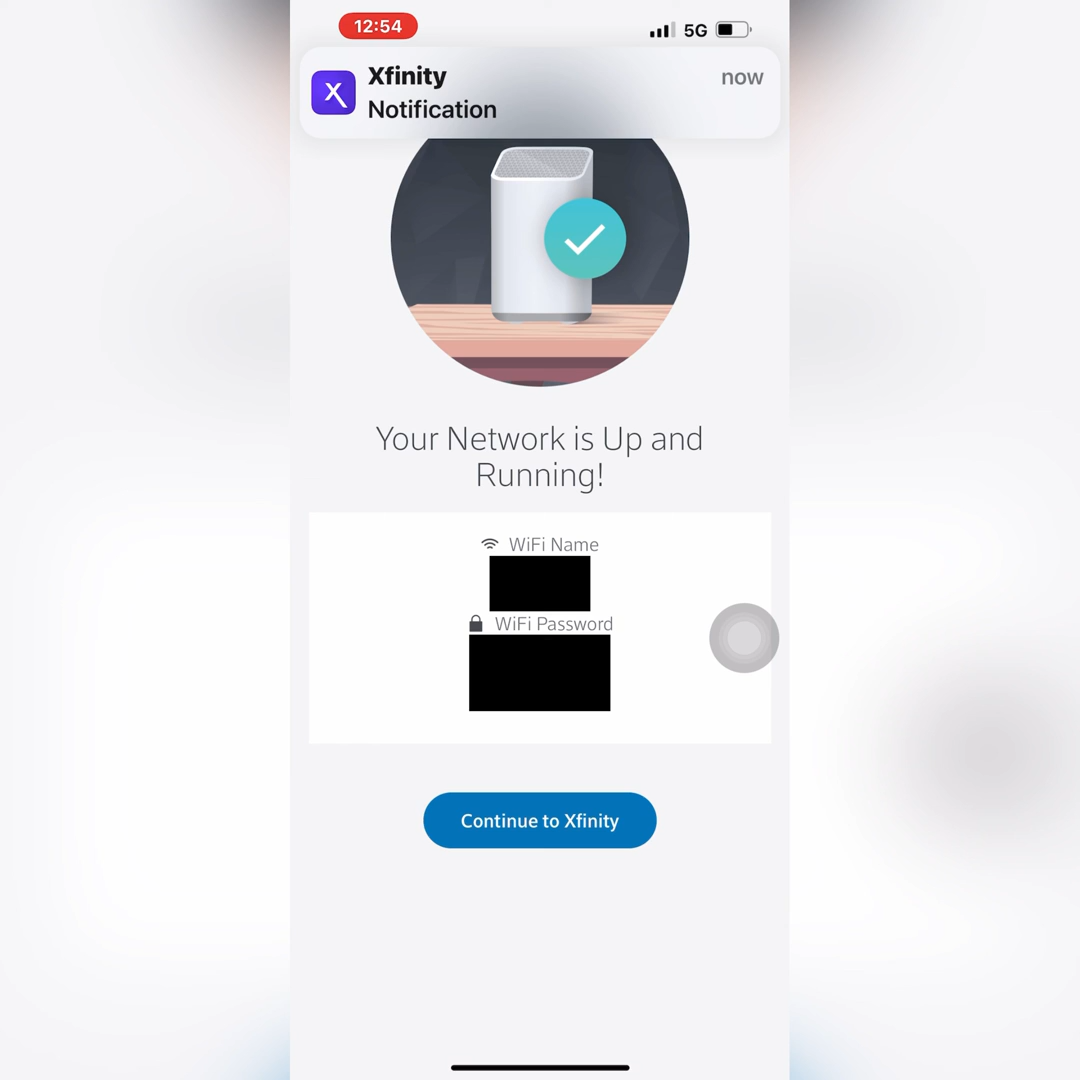 12:54
5G
Xfinity
now
Notification
Your Network is Up and
Running!
WiFi Name
WiFi Password
Continue to Xfinity